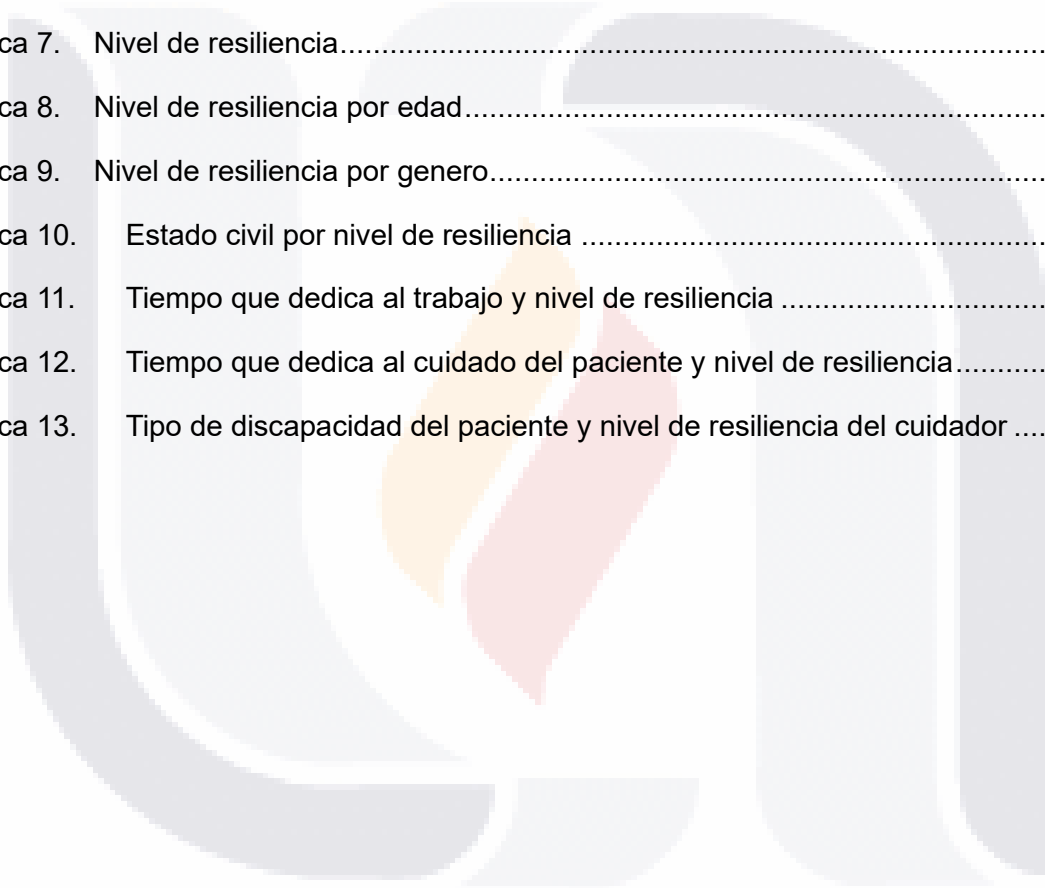 ca 7. Nivel de resiliencia..........................................................................................
ca 8. Nivel de resiliencia por edad..........................................................................
ca 9. Nivel de resiliencia por genero.......................................................................
ca 10. Estado civil por nivel de resiliencia ...........................................................
ca 11. Tiempo que dedica al trabajo y nivel de resiliencia .................................
ca 12. Tiempo que dedica al cuidado del paciente y nivel de resiliencia...........
ca 13. Tipo de discapacidad del paciente y nivel de resiliencia del cuidador ....